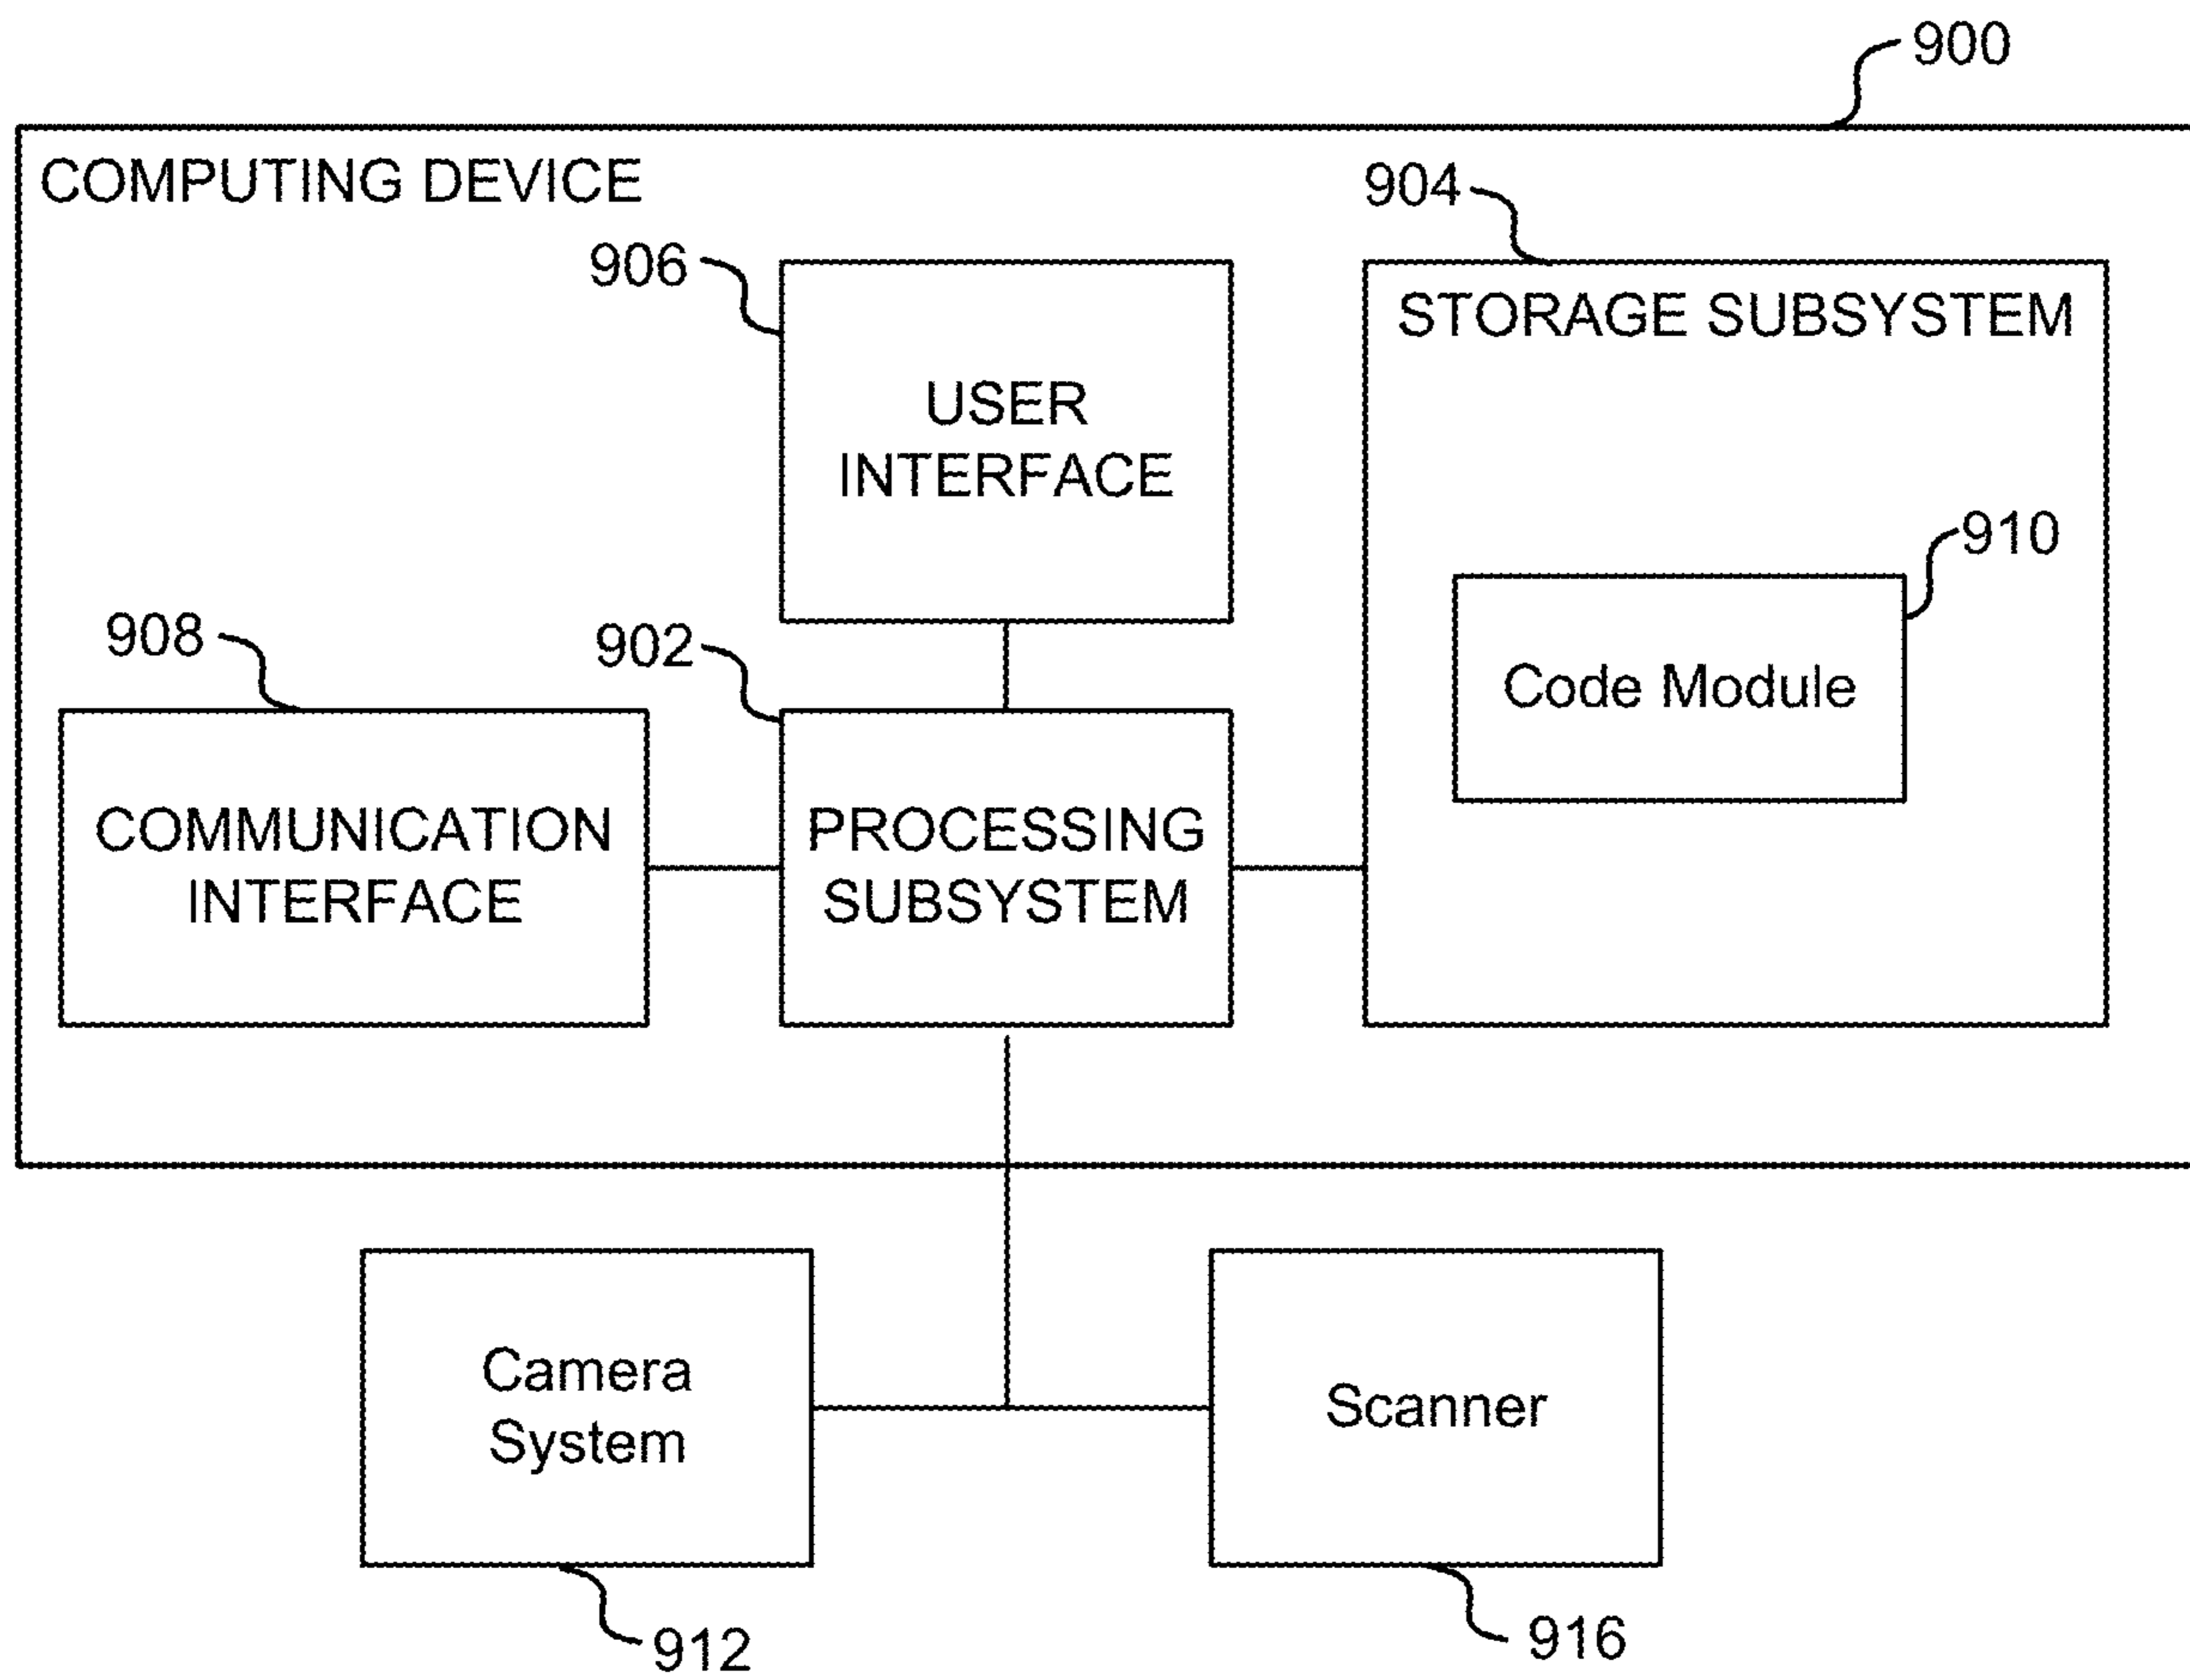 900
COMPUTING DEVICE
904
906
STORAGE SUBSYSTEM
USER
INTERFACE
910
908
902
Code Module
COMMUNICATION
INTERFACE
PROCESSING
SUBSYSTEM
Camera
System
Scanner
912
916